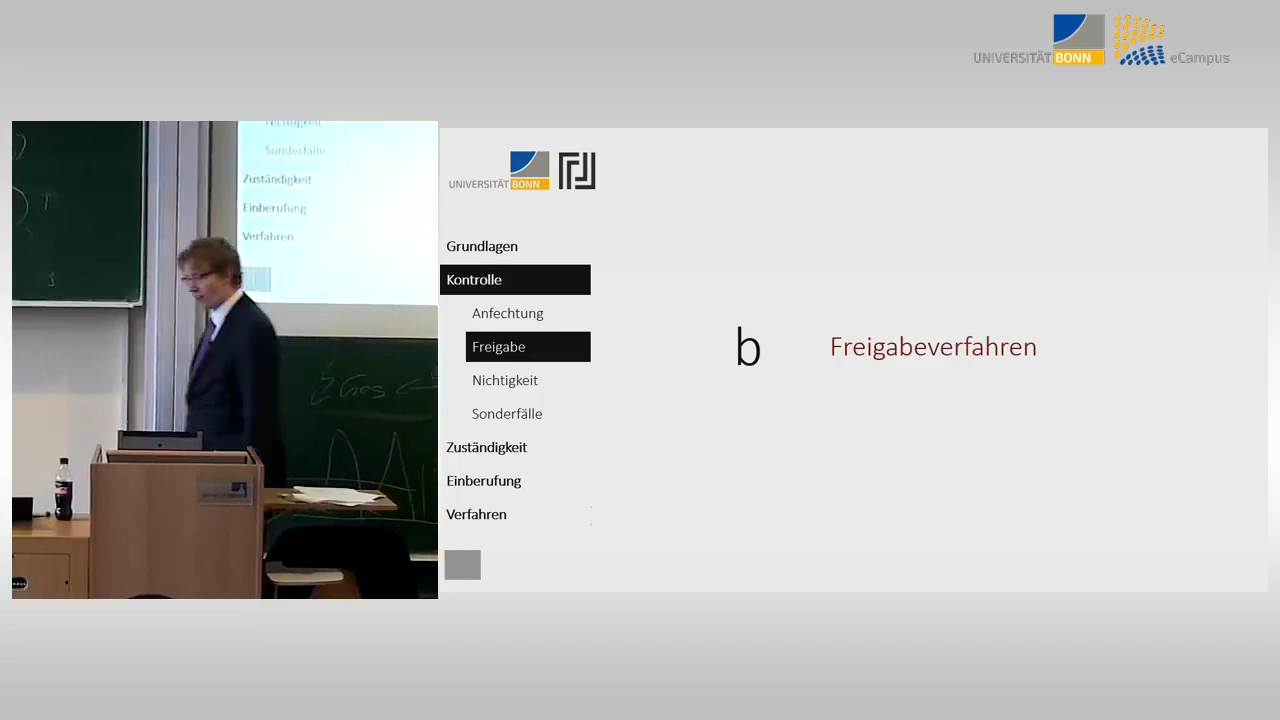 UNIVERSITÄT BONN eCampus
Nichtigkeit
Sonderfälle
Zuständigkeit
Einberufung
Verfahren
UNIVERSITÄT BONN
Grundlagen
Kontrolle
Anfechtung
Freigabe
Nichtigkeit
Sonderfälle
Zuständigkeit
Einberufung
Verfahren
b Freigabeverfahren